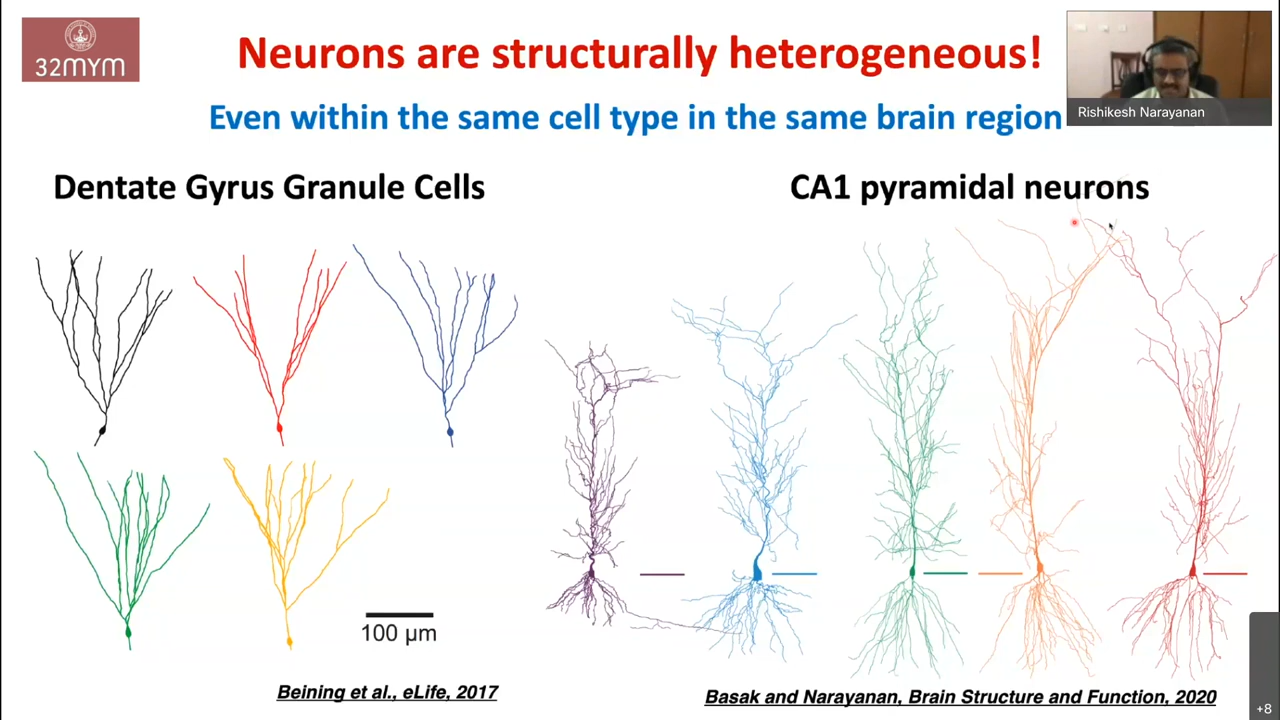 32MYM
Neurons are structurally heterogeneous!
Rishikesh Narayanan
Even within the same cell type in the same brain region
Dentate Gyrus Granule Cells
CA1 pyramidal neurons
100 μm
Beining et al., eLife, 2017
Basak and Narayanan, Brain Structure and Function, 2020
+8